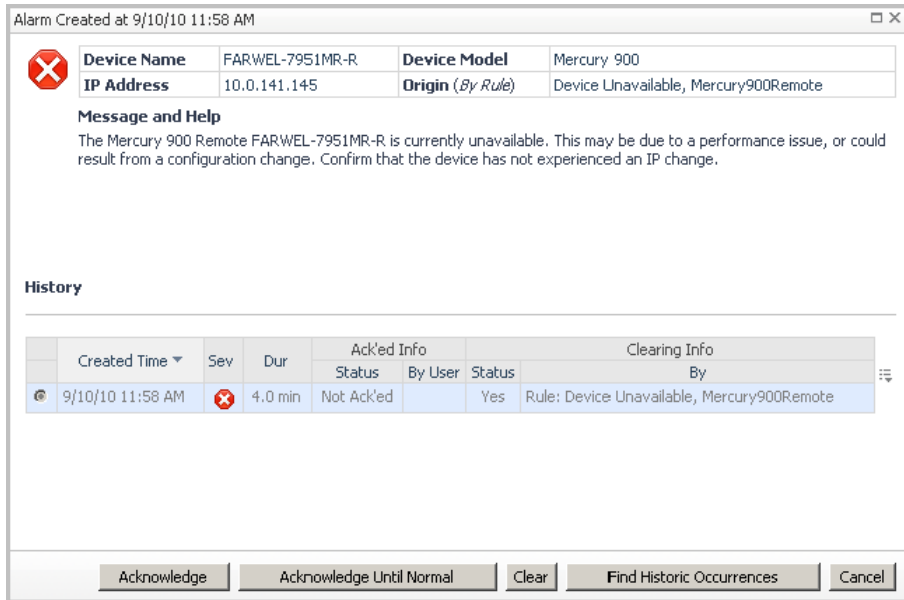 Alarm Created at 9/10/10 11:58 AM
Device Name FARWEL-7951MR-R Device Model Mercury 900
IP Address 10.0.141.145 Origin (By Rule) Device Unavailable, Mercury900Remote
Message and Help
The Mercury 900 Remote FARWEL-7951MR-R is currently unavailable. This may be due to a performance issue, or could
result from a configuration change. Confirm that the device has not experienced an IP change.
History
Created Time Sev Dur Ack'ed Info Clearing Info
Status By User Status By
9/10/10 11:58 AM 4.0 min Not Ack'ed Yes Rule: Device Unavailable, Mercury900Remote
Acknowledge Acknowledge Until Normal Clear Find Historic Occurrences Cancel